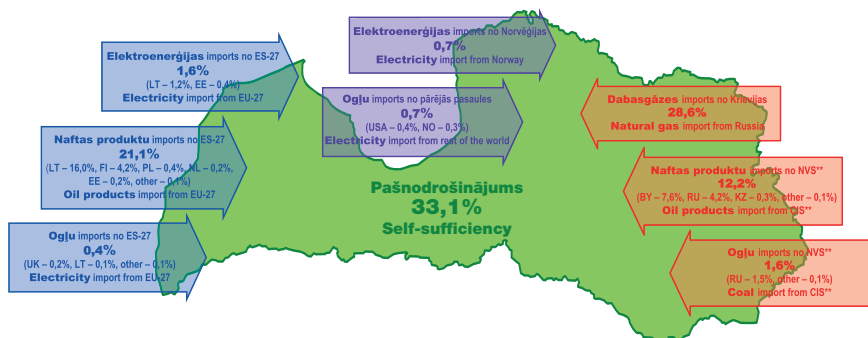 Elektroenerģijas imports no Norvēģijas
0,7%
Electricity import from Norway
Elektroenerģijas imports no ES-27
1,6%
(LT – 1,2%, EE – 0,4%)
Electricity import from EU-27
Ogļu imports no pārējās pasaules
0,7%
(USA – 0,4%, NO – 0,3%)
Electricity import from rest of the world
Dabasgāzes imports no Krievijas
28,6%
Natural gas import from Russia
Naftas produktu imports no ES-27
21,1%
(LT – 16,0%, FI – 4,2%, PL – 0,4%, NL – 0,2%,
EE – 0,2%, other – 0,1%)
Oil products import from EU-27
Naftas produktu imports no NVS**
12,2%
(BY – 7,6%, RU – 4,2%, KZ – 0,3%, other – 0,1%)
Oil products import from CIS**
Pašnodrošinājums
33,1%
Self-sufficiency
Ogļu imports no ES-27
0,4%
(UK – 0,2%, LT – 0,1%, other – 0,1%)
Electricity import from EU-27
Ogļu imports no NVS**
1,6%
(RU – 1,5%, other – 0,1%)
Coal import from CIS**